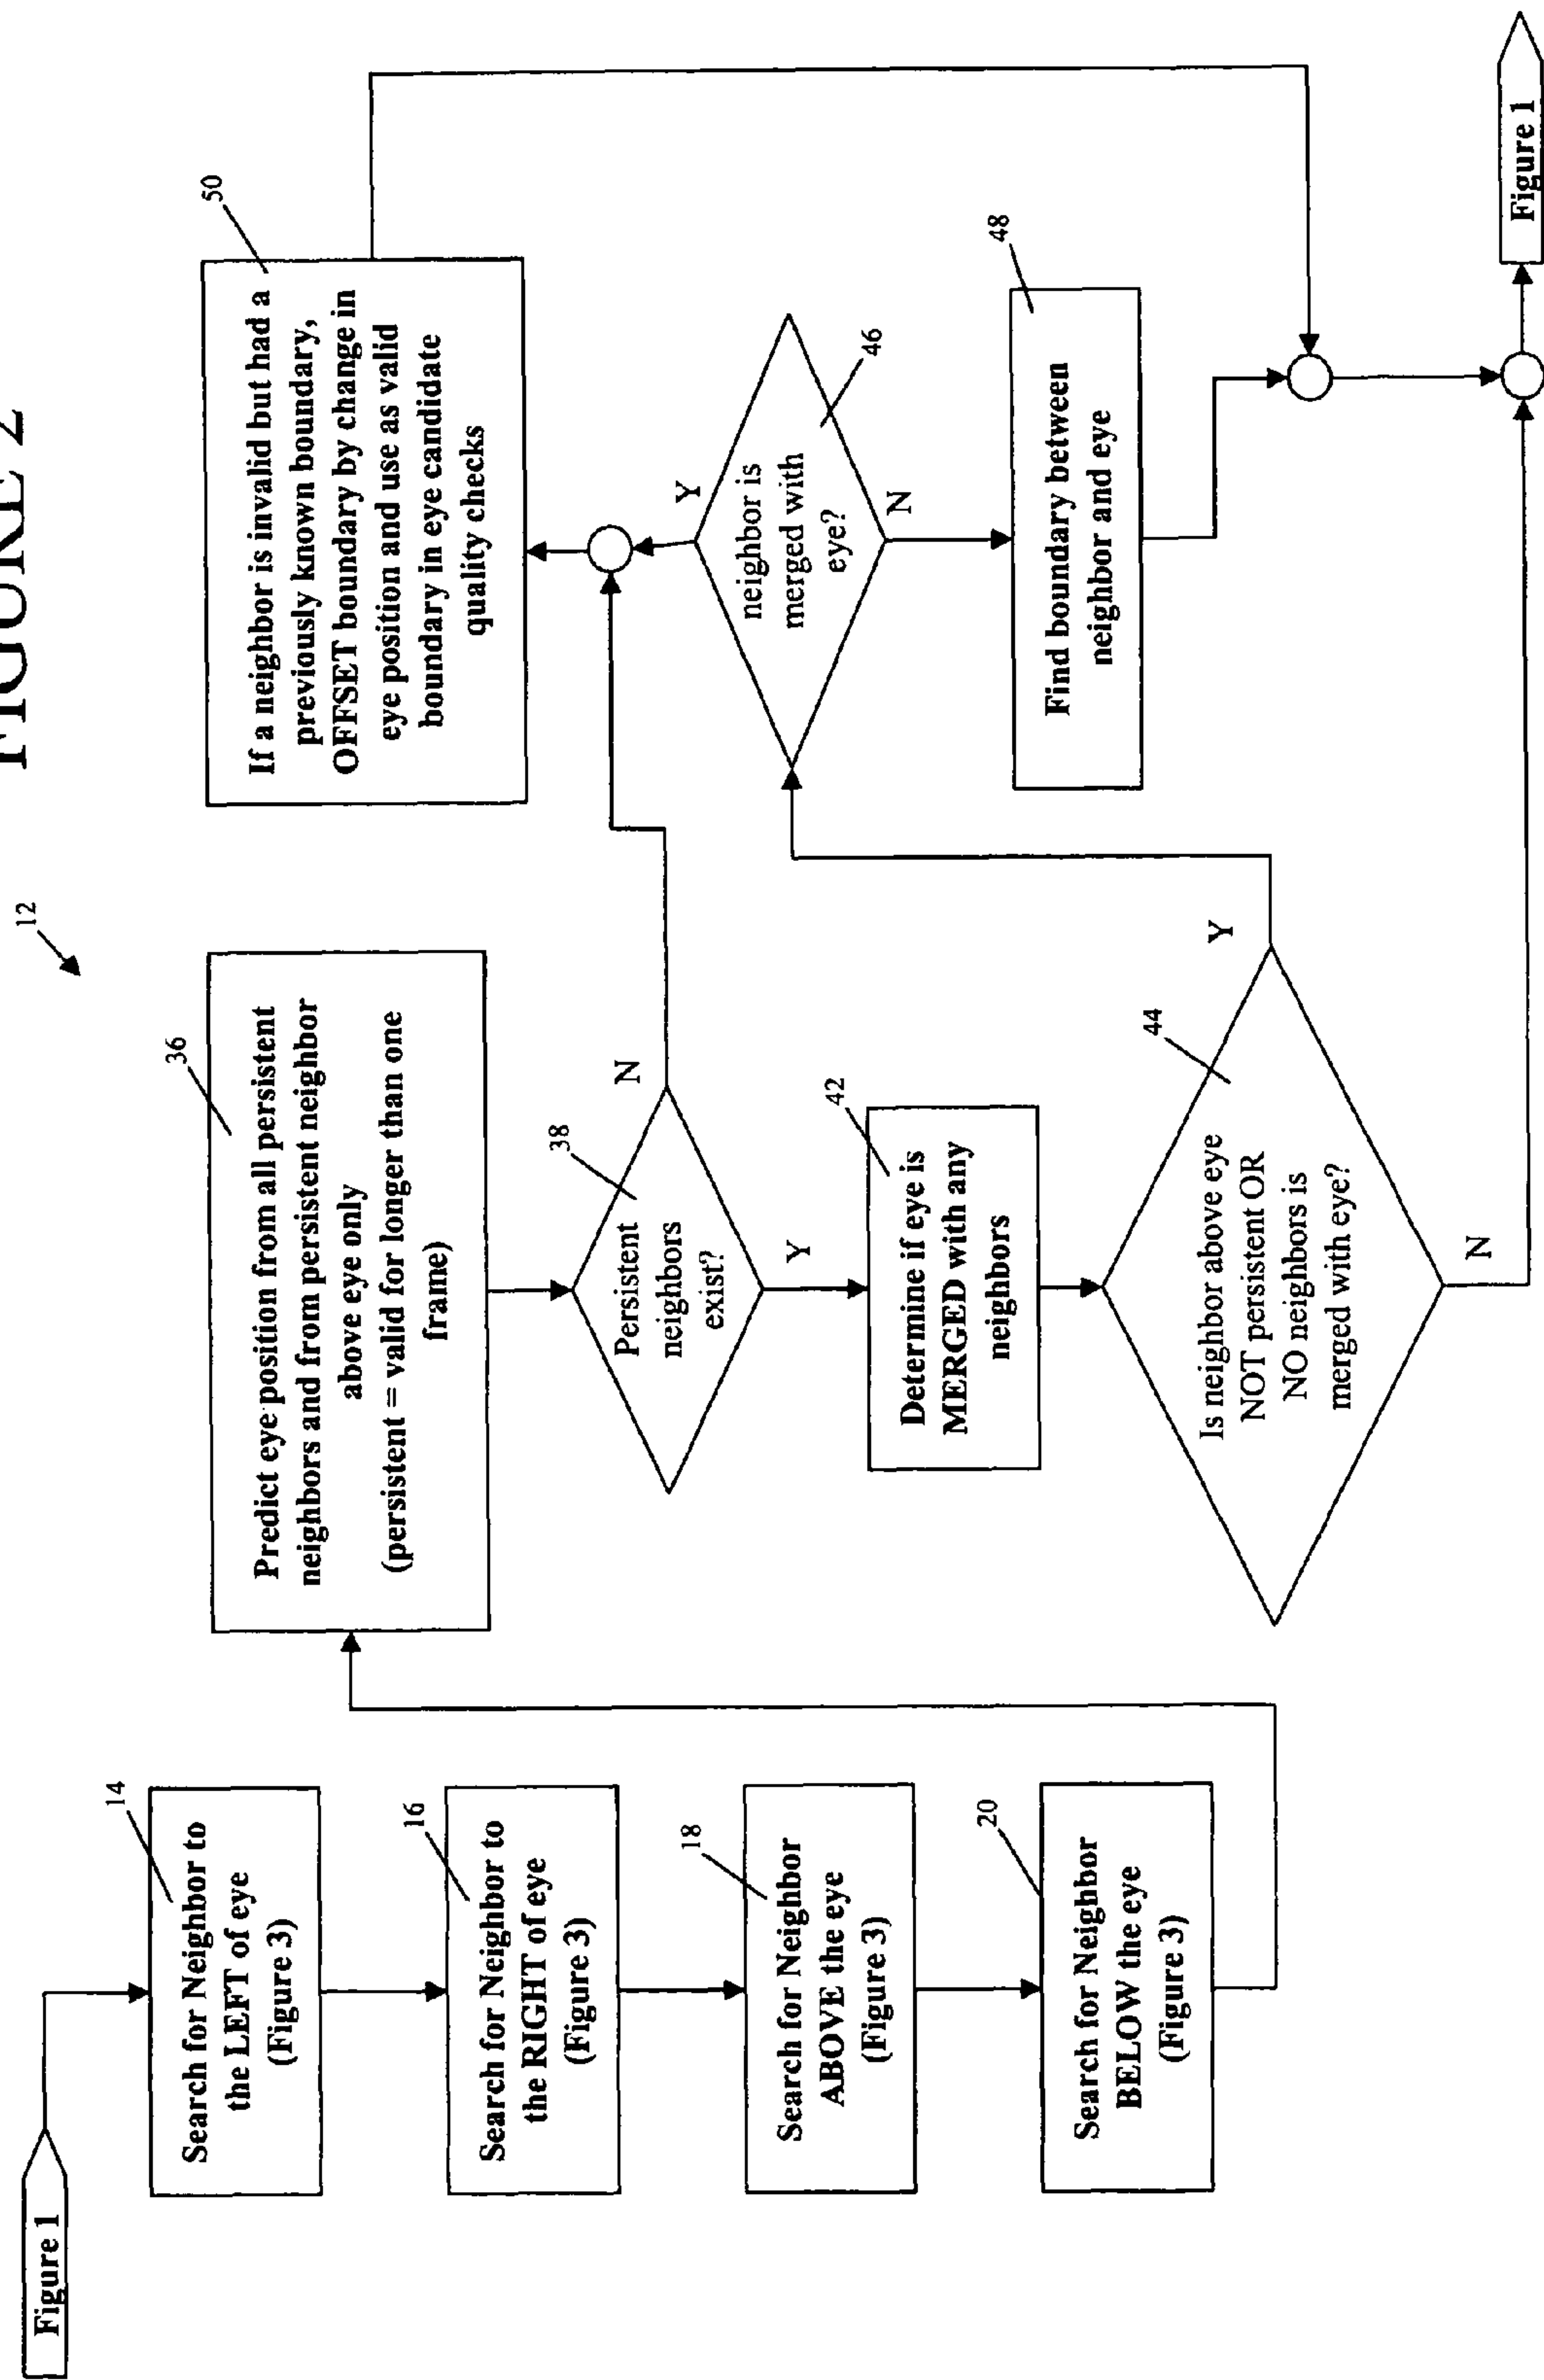 FIGURE 2
12
Figure 1
14
Search for Neighbor to
the LEFT of eye
(Figure 3)
16
Search for Neighbor to
the RIGHT of eye
(Figure 3)
18
Search for Neighbor
ABOVE the eye
(Figure 3)
20
Search for Neighbor
BELOW the eye
(Figure 3)
36
Predict eye position from all persistent
neighbors and from persistent neighbor
above eye only
(persistent = valid for longer than one
frame)
38
Persistent
neighbors
exist?
N
Y
42
Determine if eye is
MERGED with any
neighbors
44
Is neighbor above eye
NOT persistent OR
NO neighbors is
merged with eye?
Y
N
50
If a neighbor is invalid but had a
previously known boundary,
OFFSET boundary by change in
eye position and use as valid
boundary in eye candidate
quality checks
46
neighbor is
merged with
eye?
Y
N
48
Find boundary between
neighbor and eye
Figure 1